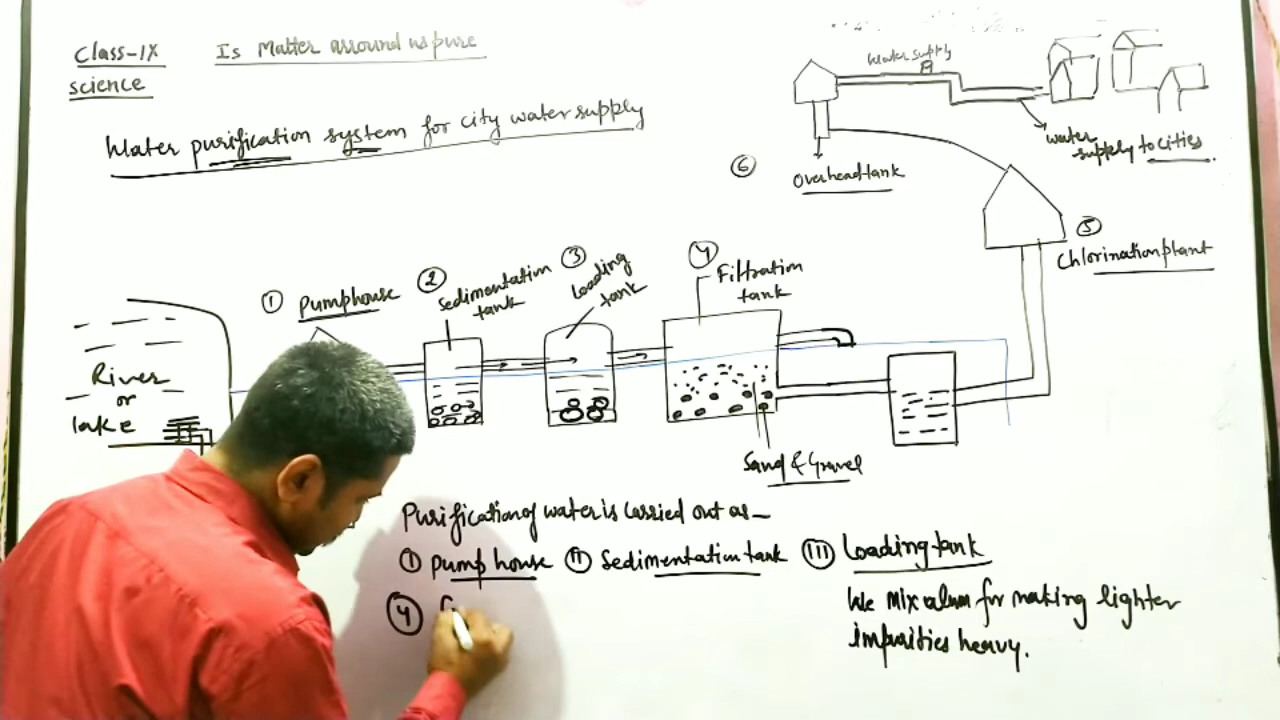 Class-IX Is Matter arround us pure
science
Water purification system for city water supply
Water supply
water
supply to cities.
⑥
Overhead tank
⑤
Chlorination plant
① Pumphouse
② Sedimentation
tank
③ Loading
tank
④ Filtration
tank
River
or
lake
Sand & Gravel
Purification of water is carried out as-
① Pump house ② Sedimentation tank III Loading tank
We mix alum for making lighter
impurities heavy.
④